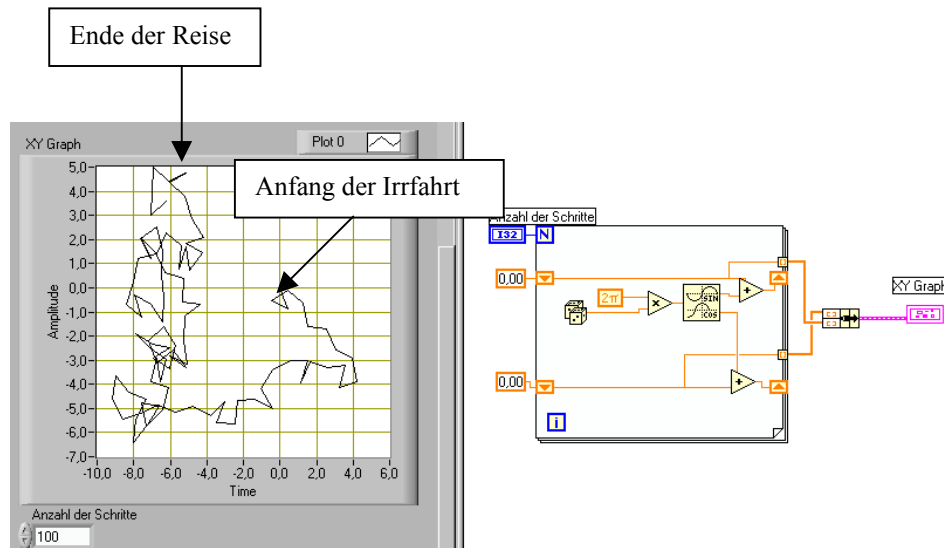 Ende der Reise
XY Graph
Plot 0
Anfang der Irrfahrt
5,0
4,0
3,0
2,0
1,0
0,0
-1,0
-2,0
-3,0
-4,0
-5,0
-6,0
-7,0
Amplitude
-10,0 -8,0 -6,0 -4,0 -2,0 0,0 2,0 4,0 6,0
Time
Anzahl der Schritte
100
Anzahl der Schritte
I32 N
0,00
2π
×
SIN
COS
+
0,00
+
i
XY Graph